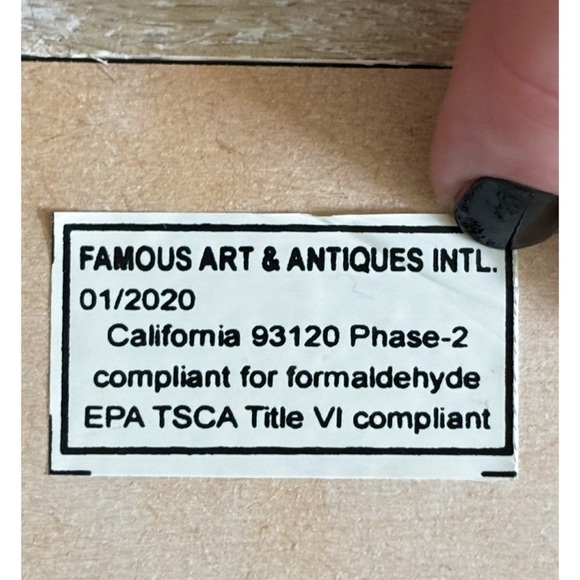 FAMOUS ART & ANTIQUES INTL.
01/2020
California 93120 Phase-2
compliant for formaldehyde
EPA TSCA Title VI compliant